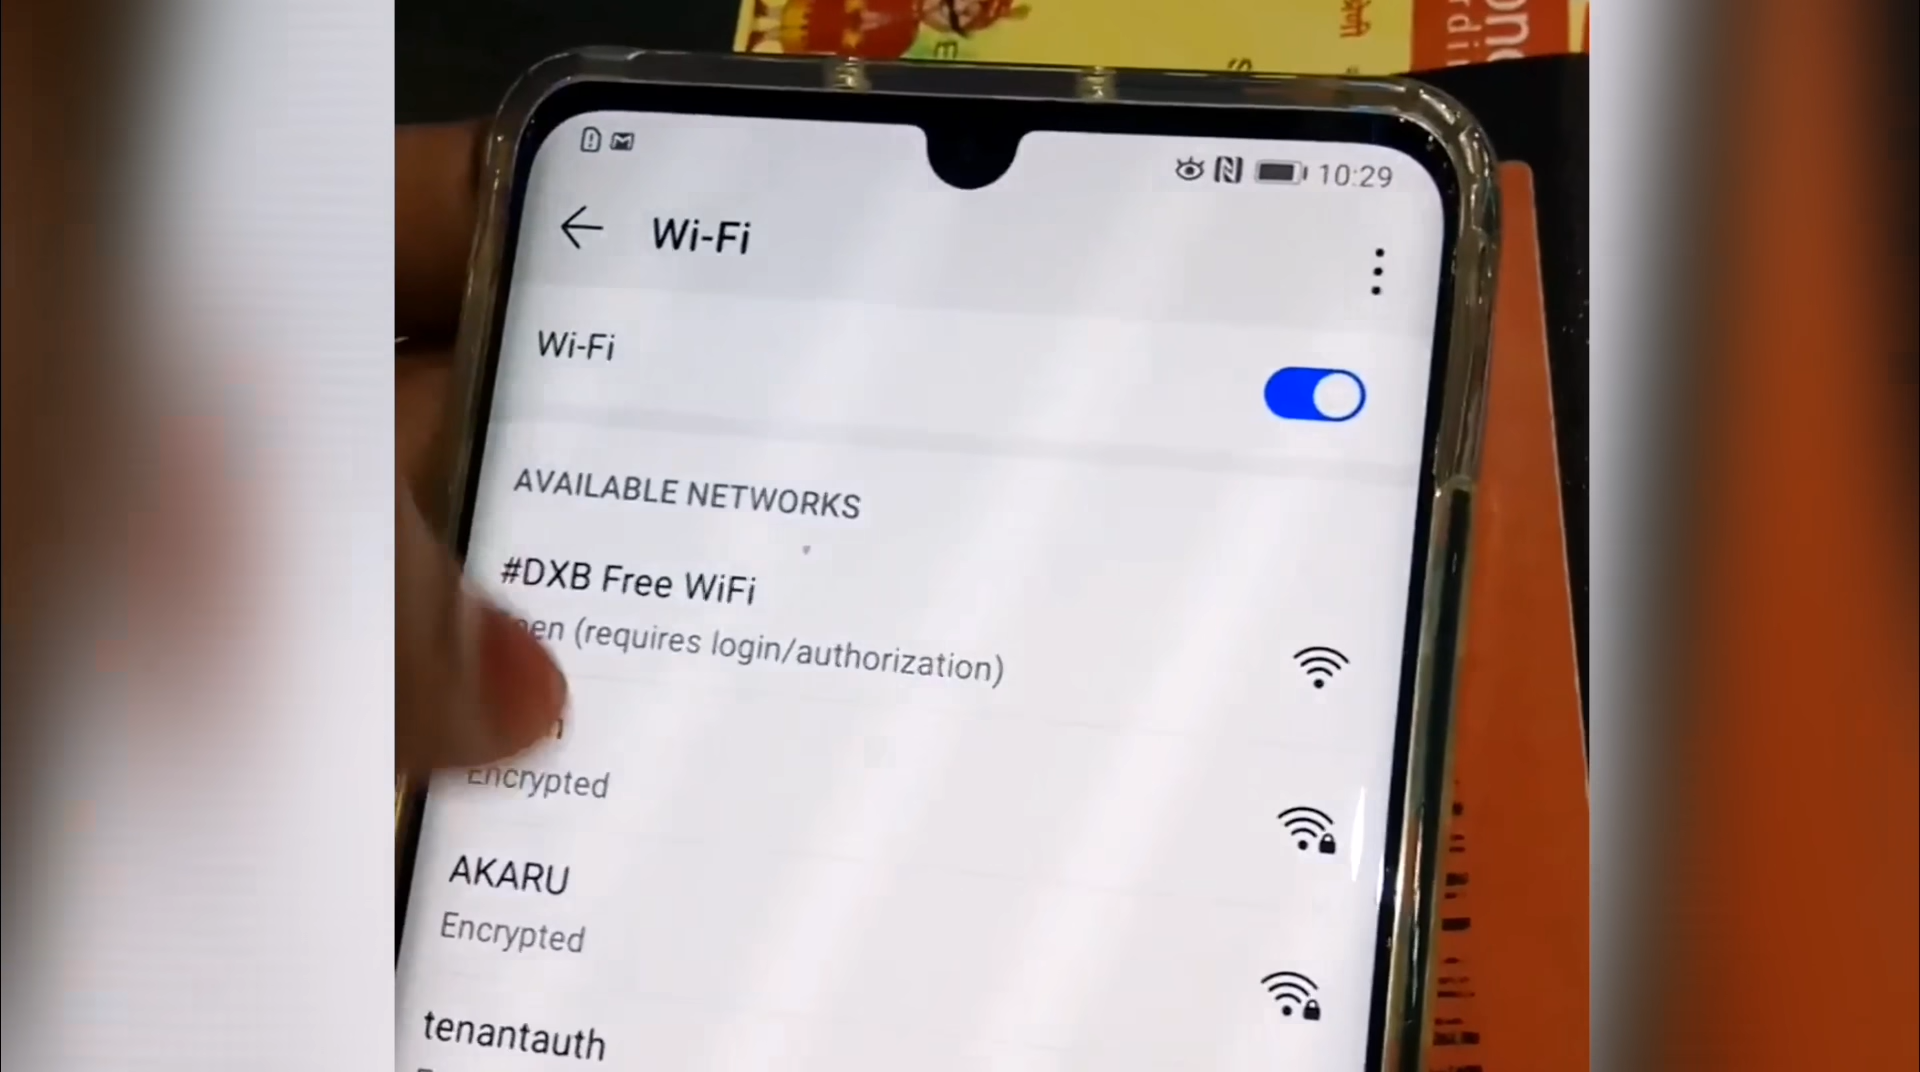 10:29
Wi-Fi
Wi-Fi
AVAILABLE NETWORKS
#DXB Free WiFi
(requires login/authorization)
Encrypted
AKARU
Encrypted
tenantauth